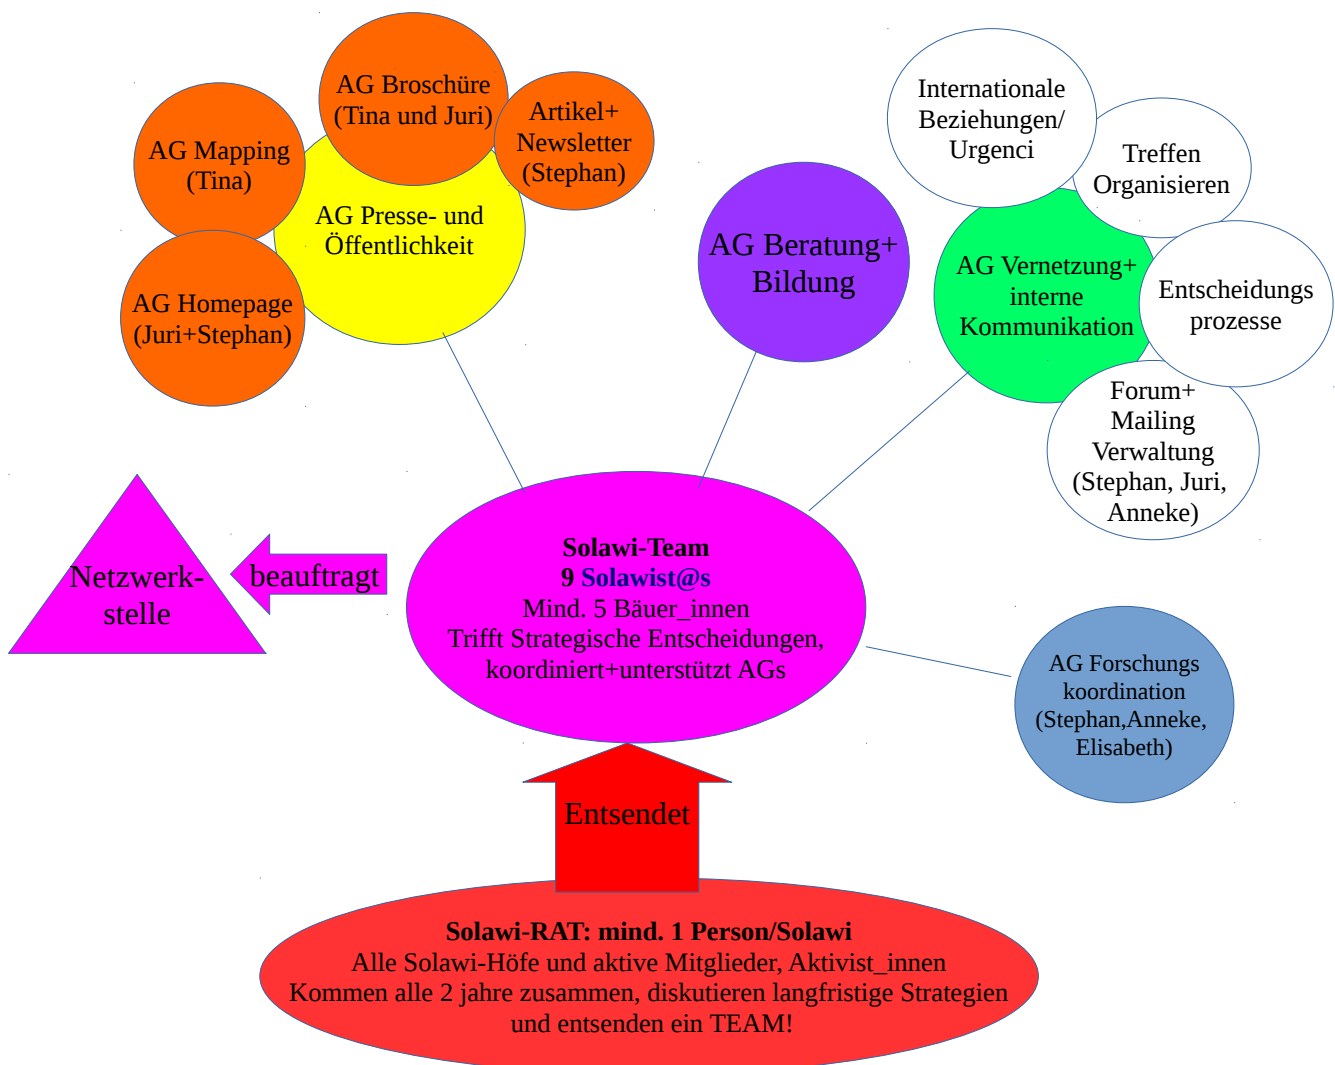 AG Broschüre
(Tina und Juri)
Artikel+
Newsletter
(Stephan)
AG Mapping
(Tina)
AG Presse- und
Öffentlichkeit
AG Homepage
(Juri+Stephan)
AG Beratung+
Bildung
Internationale
Beziehungen/
Urgenci
Treffen
Organisieren
AG Vernetzung+
interne
Kommunikation
Entscheidungs
prozesse
Forum+
Mailing
Verwaltung
(Stephan, Juri,
Anneke)
Netzwerk-
stelle
beauftragt
Solawi-Team
9 Solawist@s
Mind. 5 Bäuer_innen
Trifft Strategische Entscheidungen,
koordiniert+unterstützt AGs
AG Forschungs
koordination
(Stephan,Anneke,
Elisabeth)
Entsendet
Solawi-RAT: mind. 1 Person/Solawi
Alle Solawi-Höfe und aktive Mitglieder, Aktivist_innen
Kommen alle 2 jahre zusammen, diskutieren langfristige Strategien
und entsenden ein TEAM!